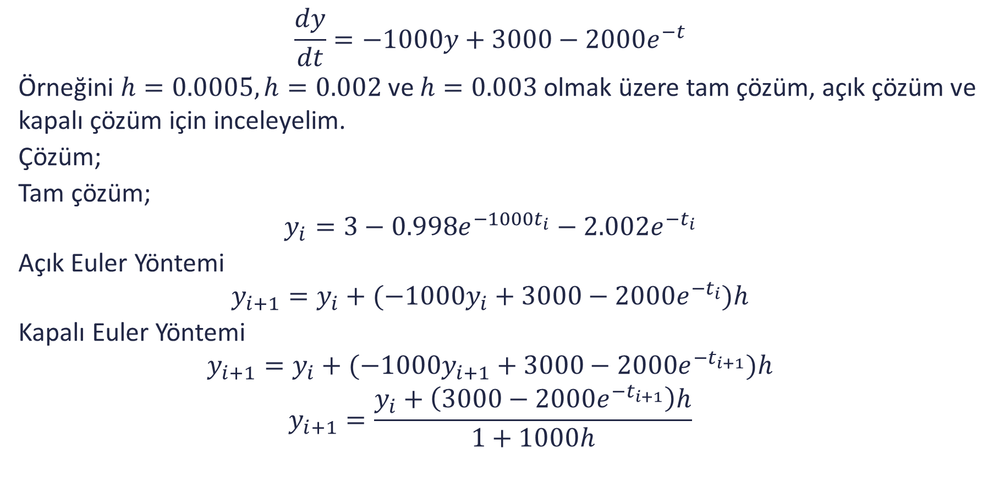 dy/dt = −1000y + 3000 − 2000e^{−t}
Örneğini h = 0.0005, h = 0.002 ve h = 0.003 olmak üzere tam çözüm, açık çözüm ve
kapalı çözüm için inceleyelim.
Çözüm;
Tam çözüm;
y_i = 3 − 0.998e^{−1000t_i} − 2.002e^{−t_i}
Açık Euler Yöntemi
y_{i+1} = y_i + (−1000y_i + 3000 − 2000e^{−t_i})h
Kapalı Euler Yöntemi
y_{i+1} = y_i + (−1000y_{i+1} + 3000 − 2000e^{−t_{i+1}})h
y_{i+1} = (y_i + (3000 − 2000e^{−t_{i+1}})h) / (1 + 1000h)